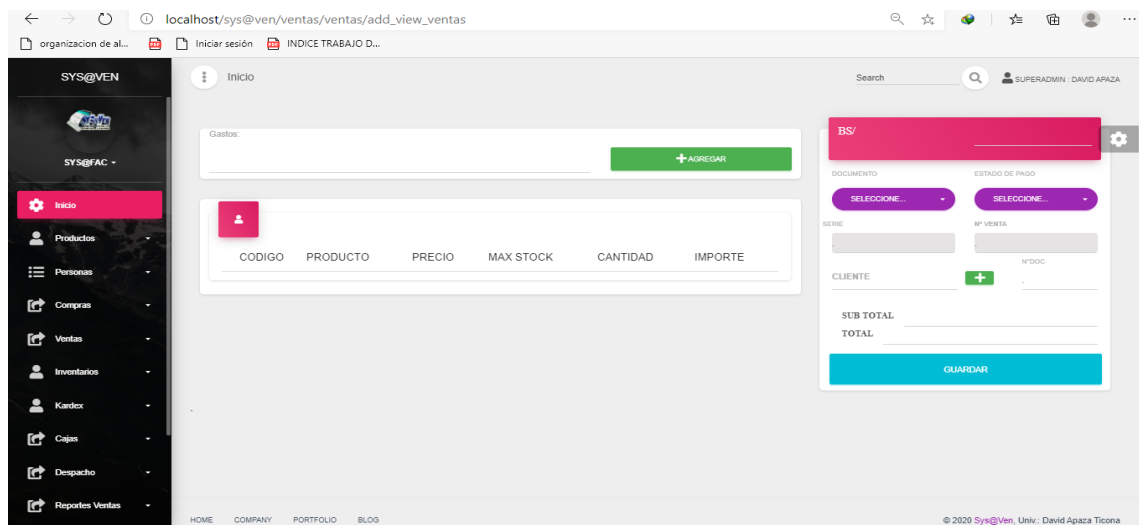 localhost/sys@ven/ventas/ventas/add_view_ventas
organizacion de al...
Iniciar sesión
INDICE TRABAJO D...
SYS@VEN
SYS@FAC
Inicio
Productos
Personas
Compras
Ventas
Inventarios
Kardex
Cajas
Despacho
Reportes Ventas
Inicio
Search
SUPERADMIN : DAVID APAZA
Gastos:
+AGREGAR
CODIGO PRODUCTO PRECIO MAX STOCK CANTIDAD IMPORTE
BS/
DOCUMENTO ESTADO DE PAGO
SELECCIONE... SELECCIONE...
SERIE Nº VENTA
NºDOC
CLIENTE
SUB TOTAL
TOTAL
GUARDAR
HOME COMPANY PORTFOLIO BLOG
© 2020 Sys@Ven, Univ.: David Apaza Ticona